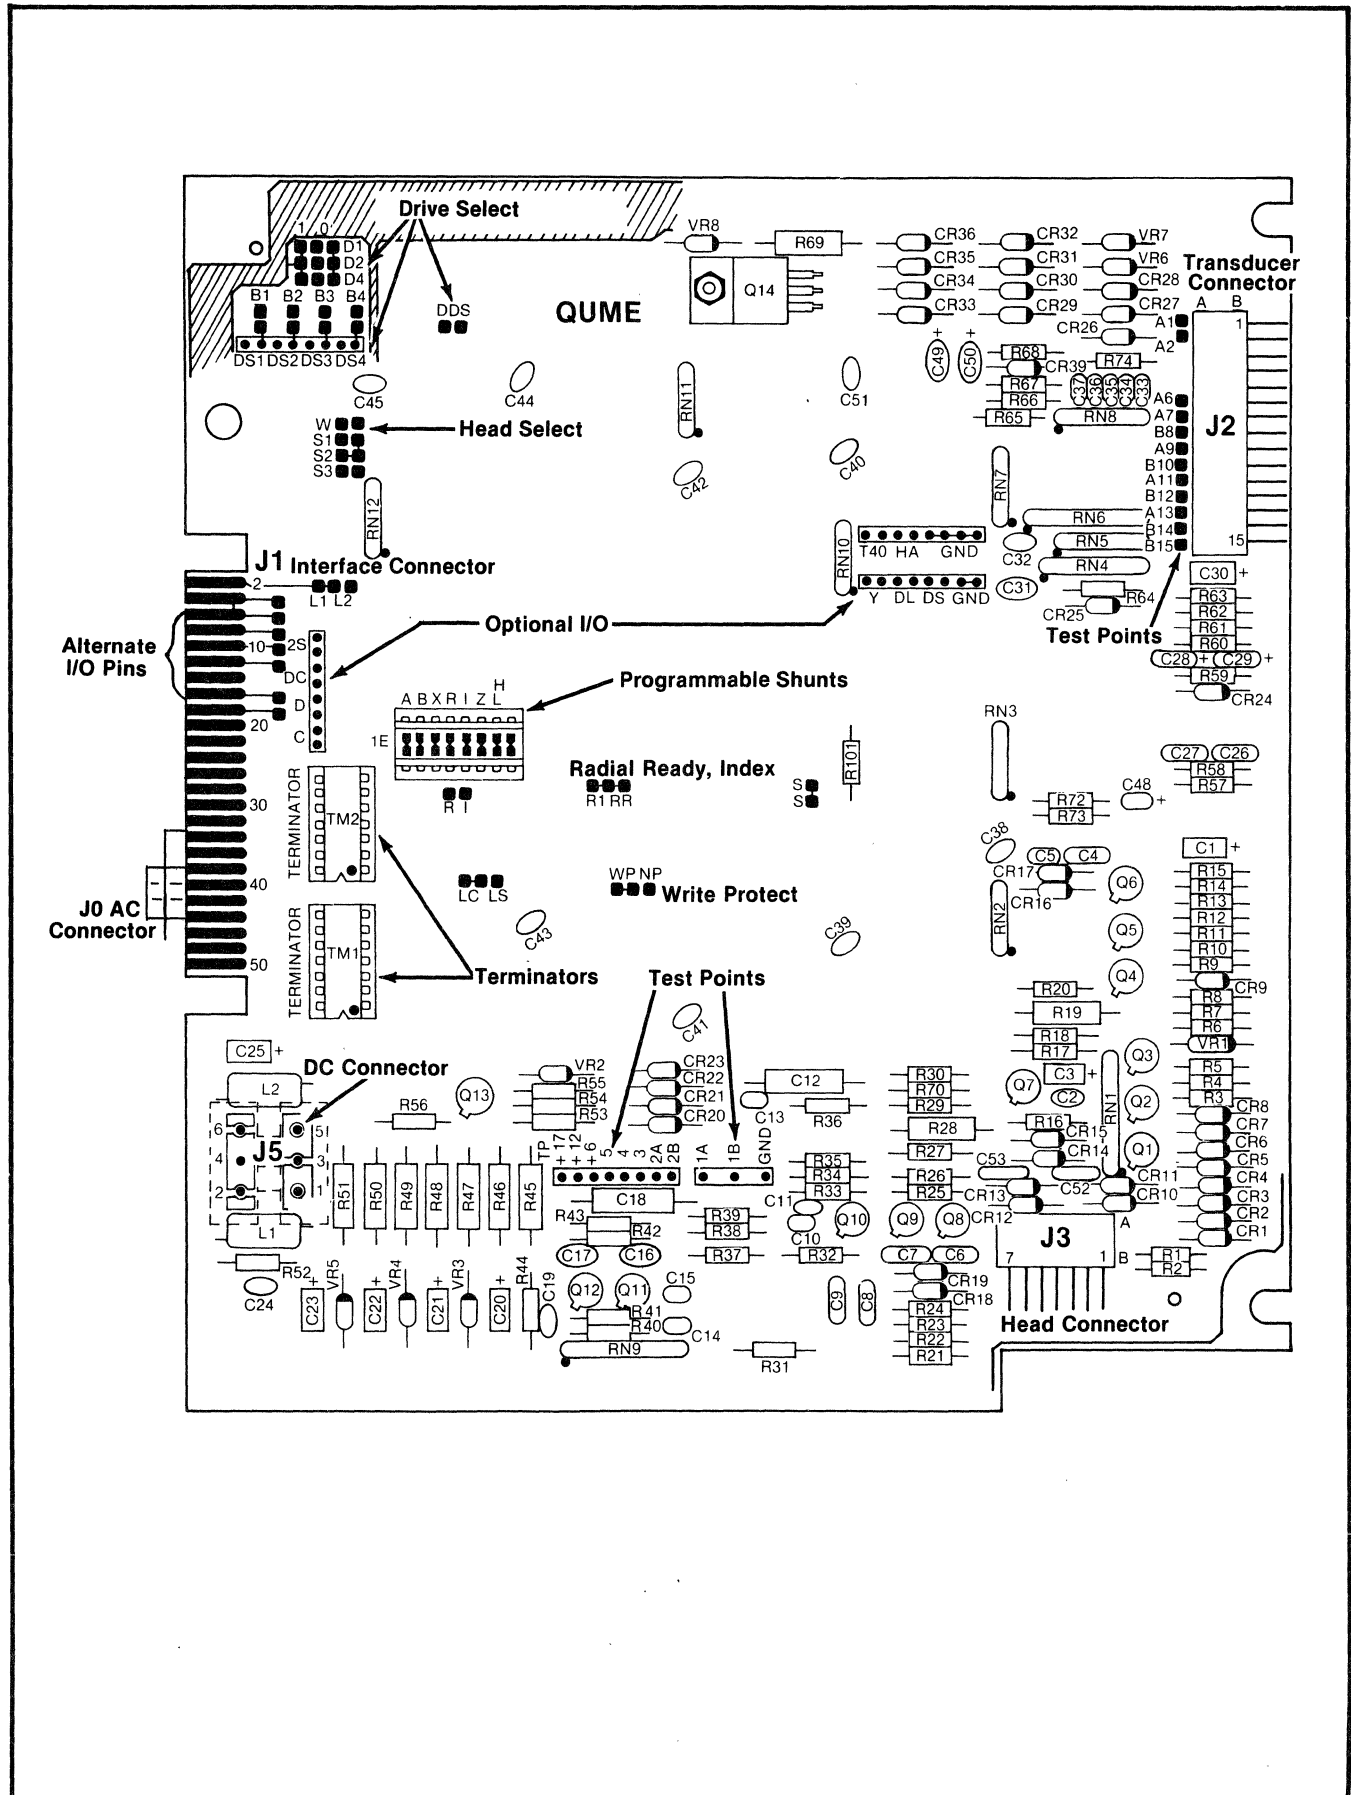 Drive Select
1 0
D1
D2
D4
B1 B2 B3 B4
DS1 DS2 DS3 DS4
DDS
QUME
VR8
R69
Q14
CR36
CR35
CR34
CR33
CR32
CR31
CR30
CR29
VR7
VR6
CR28
CR27
CR26
Transducer
Connector
A B
A1
A2
1
C45
C44
RN11
C51
C49 +
C50 +
R68
CR39
R67
R66
R65
R74
C37
C36
C35
C34
C33
RN8
A6
A7
B8
A9
B10
A11
B12
A13
B14
B15
J2
15
W
S1
S2
S3
Head Select
RN12
C42
C40
RN7
RN6
RN5
RN4
C32
C31
RN10
T40 HA GND
Y DL DS GND
R64
CR25
Test Points
C30 +
R63
R62
R61
R60
C28 +
C29 +
R59
CR24
J1 Interface Connector
2
L1 L2
Alternate
I/O Pins
10
20
30
40
50
2S
DC
D
C
Optional I/O
Programmable Shunts
A B X R I Z H L
1E
R I
Radial Ready, Index
R1 RR
S
S
R101
RN3
C27
C26
R58
R57
R72
R73
C48 +
TERMINATOR
TM2
LC LS
WP NP
Write Protect
C38
C5
C4
CR17
CR16
RN2
Q6
Q5
Q4
C1 +
R15
R14
R13
R12
R11
R10
R9
CR9
R8
R7
R6
VR1
R5
R4
R3
J0 AC
Connector
TERMINATOR
TM1
Terminators
C43
C39
Test Points
C41
R20
R19
R18
R17
C3 +
C2
Q7
RN1
Q3
Q2
Q1
C25 +
L2
DC Connector
J5
6
4
2
5
3
1
L1
R52
C24
R56
Q13
VR2
R55
R54
R53
CR23
CR22
CR21
CR20
C12
C13
R36
R30
R70
R29
R28
R27
R26
R25
R16
CR15
CR14
C53
CR13
CR12
C52
CR11
CR10
CR8
CR7
CR6
CR5
CR4
CR3
CR2
CR1
TP
+17
+12
+6
5
4
3
2A
2B
1A
1B
GND
R51
R50
R49
R48
R47
R46
R45
C18
R43
R42
C17
C16
R39
R38
R37
R35
R34
R33
C11
C10
R32
Q10
Q9
Q8
C7
C6
CR19
CR18
J3
A
B
7
1
R1
R2
C23 +
VR5
C22 +
VR4
C21 +
VR3
C20 +
R44
C19
Q12
Q11
R41
R40
RN9
C15
C14
R31
C9
C8
R24
R23
R22
R21
Head Connector